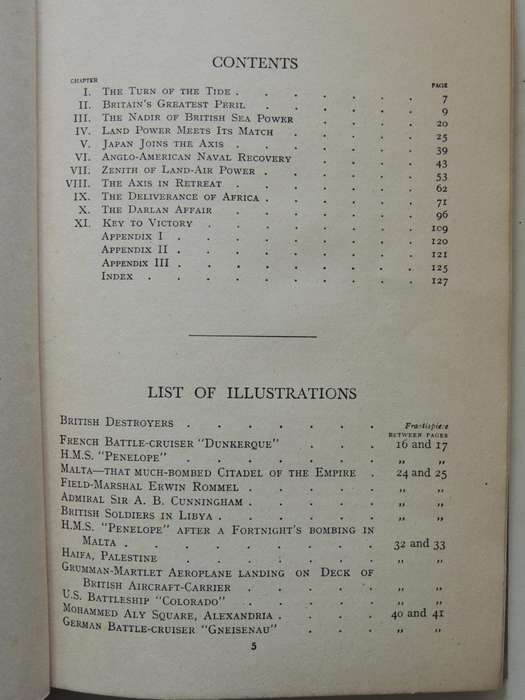 CONTENTS
CHAPTER PAGE
I. THE TURN OF THE TIDE . . . . . . 7
II. BRITAIN'S GREATEST PERIL . . . . . 9
III. THE NADIR OF BRITISH SEA POWER . . . . 20
IV. LAND POWER MEETS ITS MATCH . . . . . 25
V. JAPAN JOINS THE AXIS . . . . . . 39
VI. ANGLO-AMERICAN NAVAL RECOVERY . . . . 43
VII. ZENITH OF LAND-AIR POWER . . . . . . 53
VIII. THE AXIS IN RETREAT . . . . . . 62
IX. THE DELIVERANCE OF AFRICA . . . . . . 71
X. THE DARLAN AFFAIR . . . . . . 96
XI. KEY TO VICTORY . . . . . . . 109
APPENDIX I . . . . . . . . 120
APPENDIX II . . . . . . . . 121
APPENDIX III . . . . . . . . 125
INDEX . . . . . . . . . 127
LIST OF ILLUSTRATIONS
BRITISH DESTROYERS . . . . . . Frontispiece
BETWEEN PAGES
FRENCH BATTLE-CRUISER "DUNKERQUE" . . . 16 and 17
H.M.S. "PENELOPE" . . . . . . „ „
MALTA—THAT MUCH-BOMBED CITADEL OF THE EMPIRE . 24 and 25
FIELD-MARSHAL ERWIN ROMMEL . . . . . „ „
ADMIRAL SIR A. B. CUNNINGHAM . . . . . „ „
BRITISH SOLDIERS IN LIBYA . . . . . . „ „
H.M.S. "PENELOPE" AFTER A FORTNIGHT'S BOMBING IN
MALTA . . . . . . . . . 32 and 33
HAIFA, PALESTINE . . . . . . . „ „
GRUMMAN-MARTLET AEROPLANE LANDING ON DECK OF
BRITISH AIRCRAFT-CARRIER . . . . . „ „
U.S. BATTLESHIP "COLORADO" . . . . . „ „
MOHAMMED ALY SQUARE, ALEXANDRIA . . . . 40 and 41
GERMAN BATTLE-CRUISER "GNEISENAU" . . . „ „
5